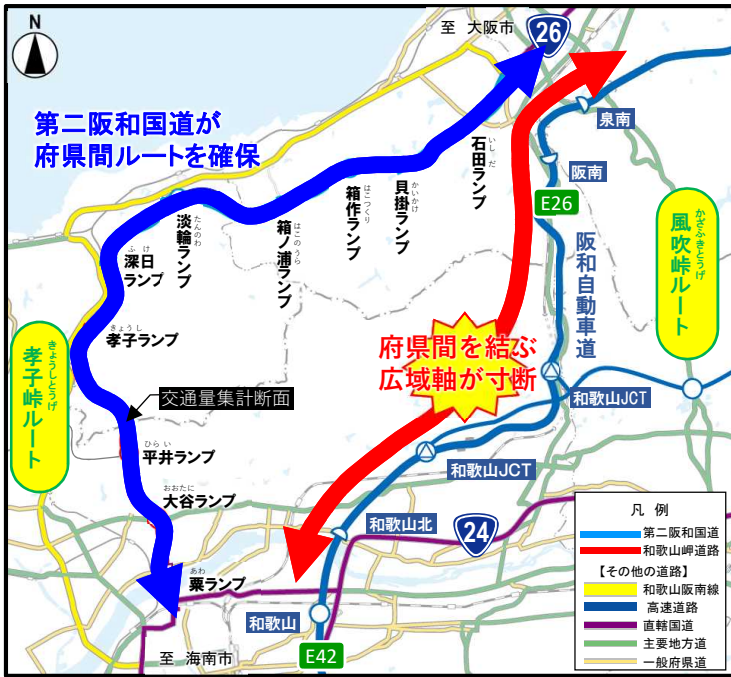 N
至 大阪市
26
第二阪和国道が
府県間ルートを確保
泉南
阪南
E26
いしだ
石田ランプ
かいかけ
貝掛ランプ
はこつくり
箱作ランプ
はこのうら
箱ノ浦ランプ
たんのわ
淡輪ランプ
ふけ
深日
ランプ
きょうし
孝子ランプ
きょうしとうげ
孝子峠ルート
かざふきとうげ
風吹峠ルート
阪和自動車道
府県間を結ぶ
広域軸が寸断
交通量集計断面
和歌山JCT
ひらい
平井ランプ
和歌山JCT
おおたに
大谷ランプ
和歌山北
24
あわ
粟ランプ
和歌山
至 海南市
E42
凡 例
第二阪和国道
和歌山岬道路
【その他の道路】
和歌山阪南線
高速道路
直轄国道
主要地方道
一般府県道